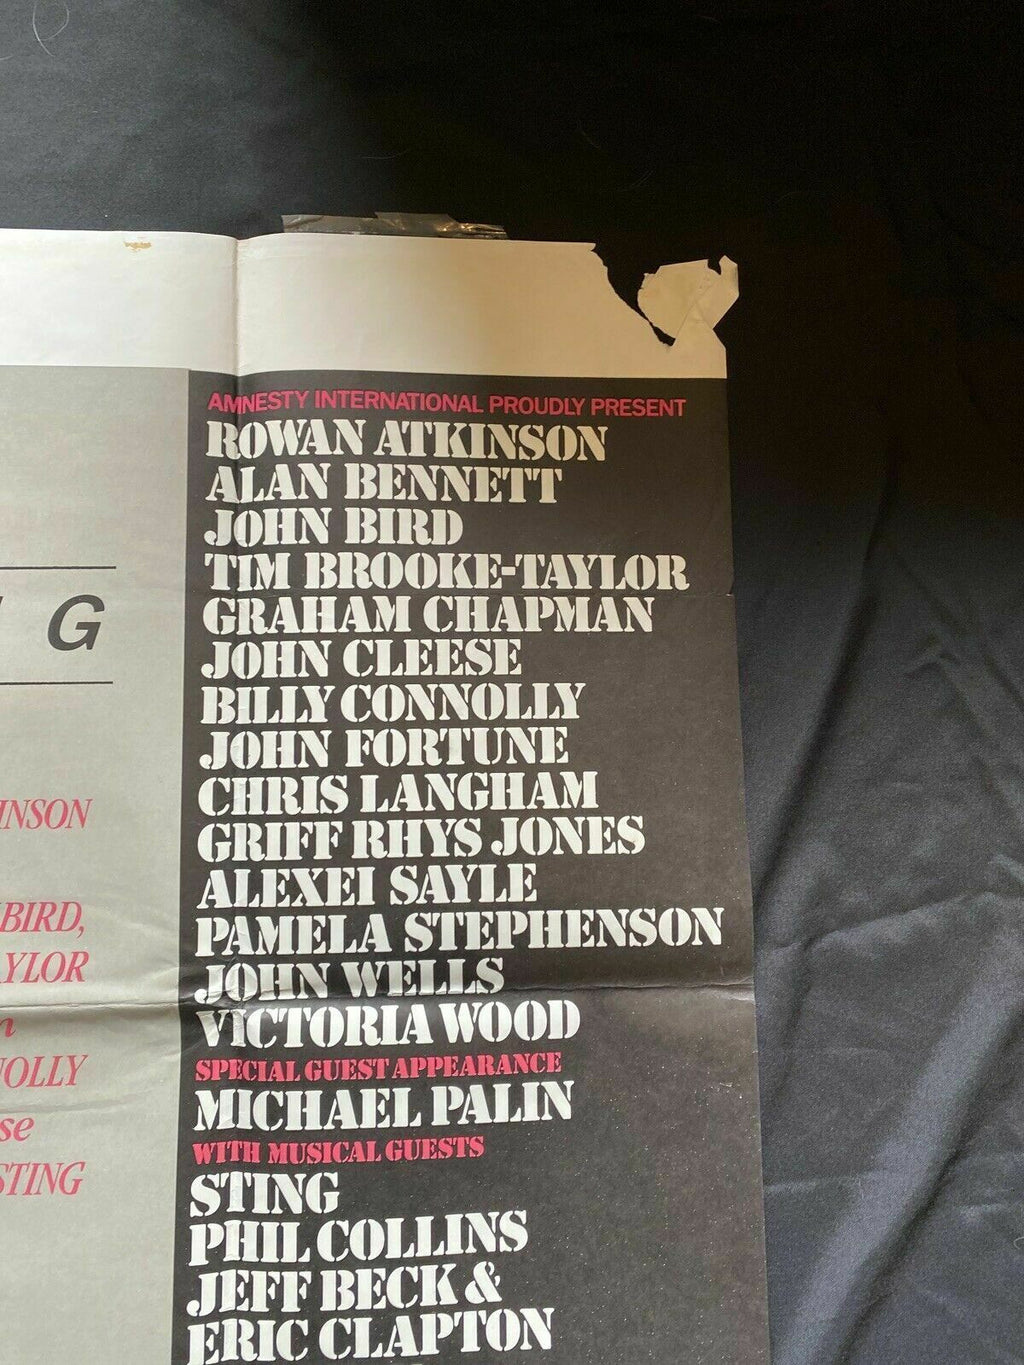 G
INSON
BIRD,
AYLOR
n
NOLLY
se
STING
AMNESTY INTERNATIONAL PROUDLY PRESENT
ROWAN ATKINSON
ALAN BENNETT
JOHN BIRD
TIM BROOKE-TAYLOR
GRAHAM CHAPMAN
JOHN CLEESE
BILLY CONNOLLY
JOHN FORTUNE
CHRIS LANGHAM
GRIFF RHYS JONES
ALEXEI SAYLE
PAMELA STEPHENSON
JOHN WELLS
VICTORIA WOOD
SPECIAL GUEST APPEARANCE
MICHAEL PALIN
WITH MUSICAL GUESTS
STING
PHIL COLLINS
JEFF BECK &
ERIC CLAPTON